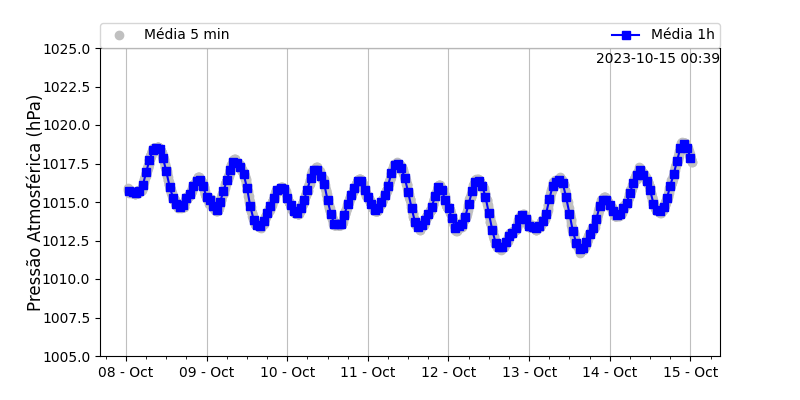 Média 5 min
Média 1h
2023-10-15 00:39
Pressão Atmosférica (hPa)
1025.0
1022.5
1020.0
1017.5
1015.0
1012.5
1010.0
1007.5
1005.0
08 - Oct
09 - Oct
10 - Oct
11 - Oct
12 - Oct
13 - Oct
14 - Oct
15 - Oct